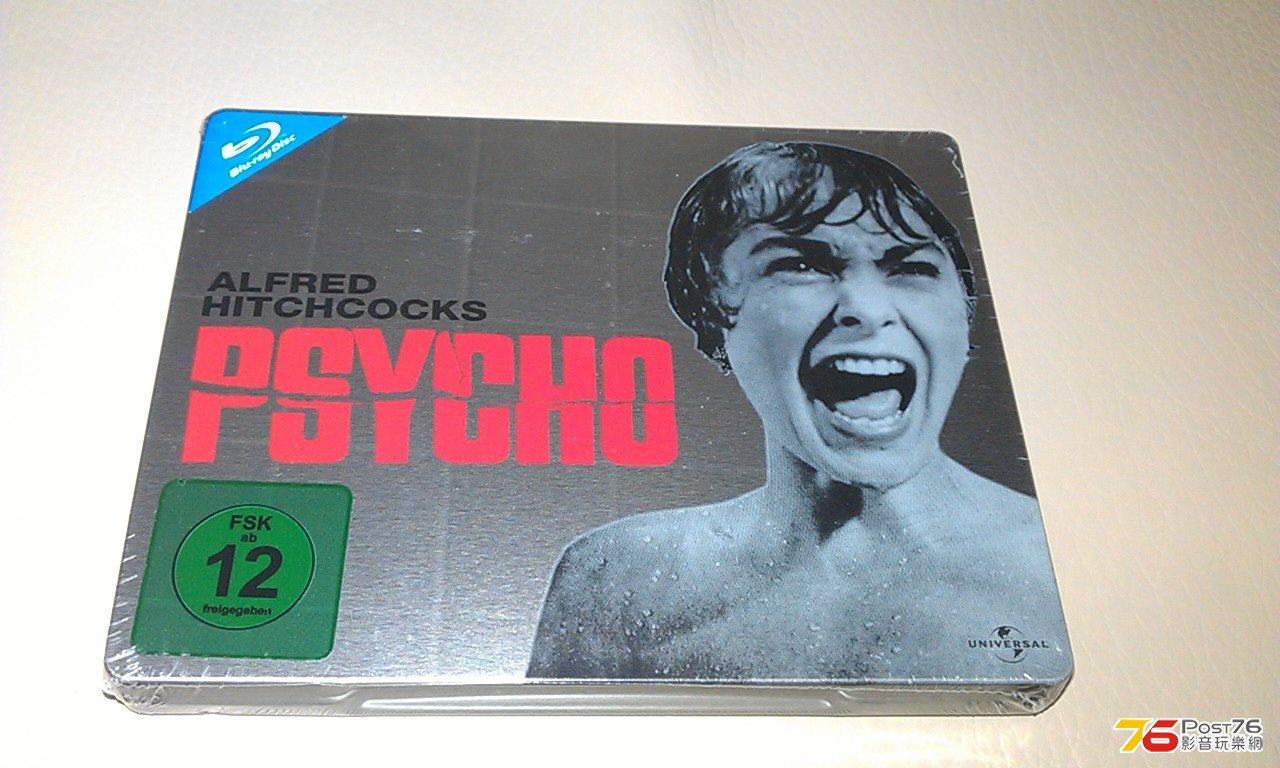 Blu-ray Disc
ALFRED
HITCHCOCKS
PSYCHO
FSK
ab
12
freigegeben
UNIVERSAL
76 POST76
影音玩樂網